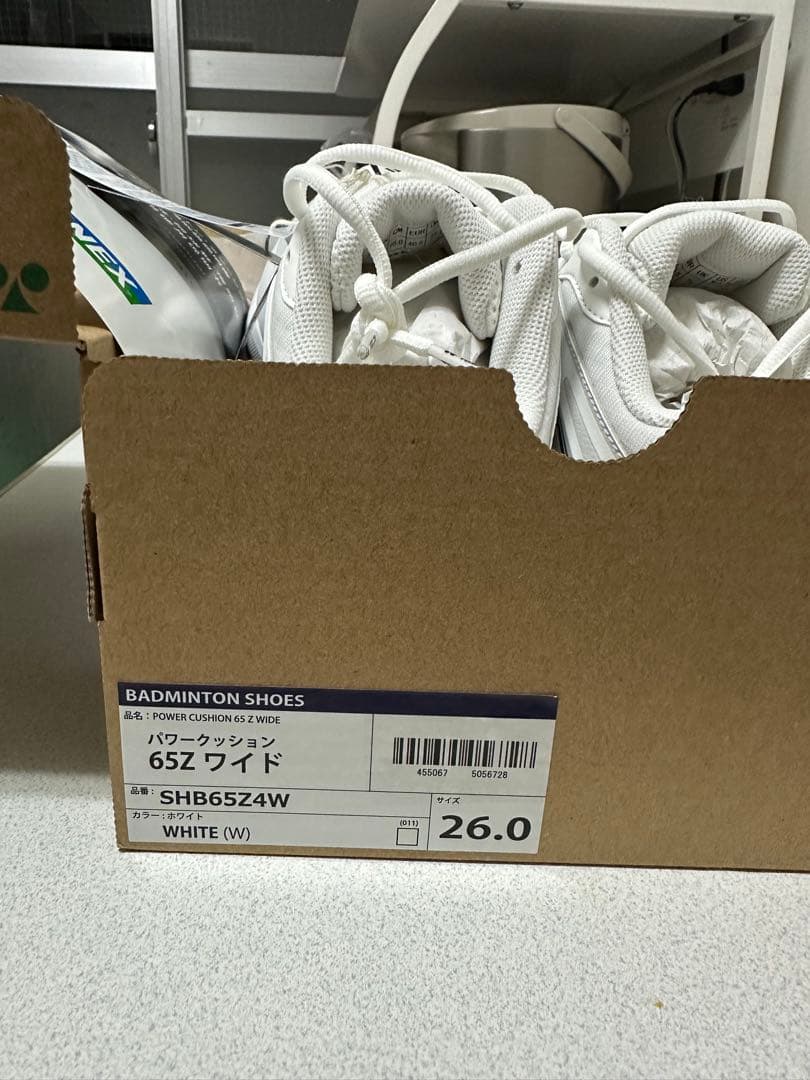 NEX
BADMINTON SHOES
品名：POWER CUSHION 65 Z WIDE
パワークッション
65Z ワイド
455067 5056728
品番：SHB65Z4W
サイズ
26.0
カラー：ホワイト
WHITE (W)
(011)